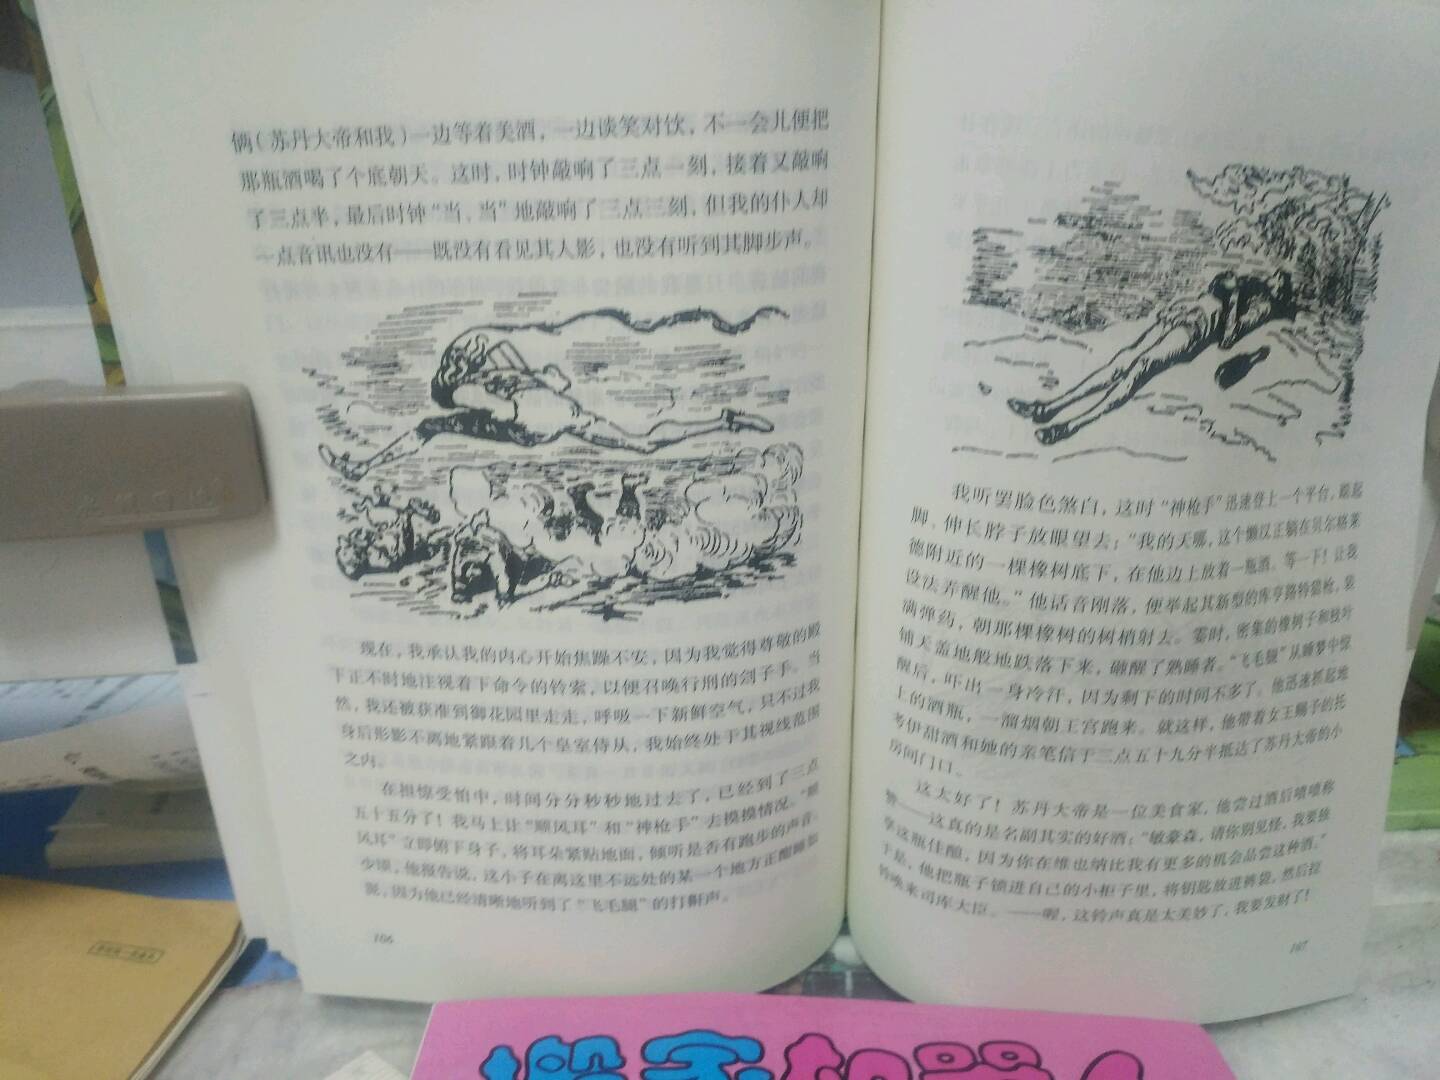 俩（苏丹大帝和我）一边等着美酒，一边谈笑对饮，不一会儿便把
那瓶酒喝了个底朝天。这时，时钟敲响了三点一刻，接着又敲响
了三点半，最后时钟“当，当”地敲响了三点三刻，但我的仆人却
一点音讯也没有——既没有看见其人影，也没有听到其脚步声。
现在，我承认我的内心开始焦躁不安，因为我觉得尊敬的殿
下正不时地注视着下命令的铃索，以便召唤行刑的刽子手。当
然，我还被获准到御花园里走走，呼吸一下新鲜空气，只不过我
身后形影不离地紧跟着几个皇室侍从，我始终处于其视线范围
之内。
在担惊受怕中，时间分分秒秒地过去了，已经到了三点
五十五分了！我马上让“顺风耳”和“神枪手”去摸摸情况。“顺
风耳”立即俯下身子，将耳朵紧贴地面，倾听是否有跑步的声音。
少顷，他报告说，这小子在离这里不远处的某一个地方正酣睡如
泥，因为他已经清晰地听到了“飞毛腿”的打鼾声。
106
我听罢脸色煞白，这时“神枪手”迅速登上一个平台，踮起
脚、伸长脖子放眼望去：“我的天哪，这个懒汉正躺在贝尔格莱
德附近的一棵橡树底下，在他边上放着一瓶酒。等一下！让我
设法弄醒他。”他话音刚落，便举起其新型的库亨路特猎枪，装
满弹药，朝那棵橡树的树梢射去。霎时，密集的橡树子和枝叶
铺天盖地般地跌落下来，砸醒了熟睡者。“飞毛腿”从睡梦中惊
醒后，吓出一身冷汗，因为剩下的时间不多了。他迅速抓起地
上的酒瓶，一溜烟朝王宫跑来。就这样，他带着女王赐予的托
考伊甜酒和她的亲笔信于三点五十九分半抵达了苏丹大帝的小
房间门口。
这太好了！苏丹大帝是一位美食家，他尝过酒后啧啧称
赞——这真的是名副其实的好酒：“敏豪森，请你别见怪，我要独
享这瓶佳酿，因为你在维也纳比我有更多的机会品尝这种酒。”
于是，他把瓶子锁进自己的小柜子里，将钥匙放进裤袋，然后拉
铃唤来司库大臣。——喔，这铃声真是太美妙了，我要发财了！
107